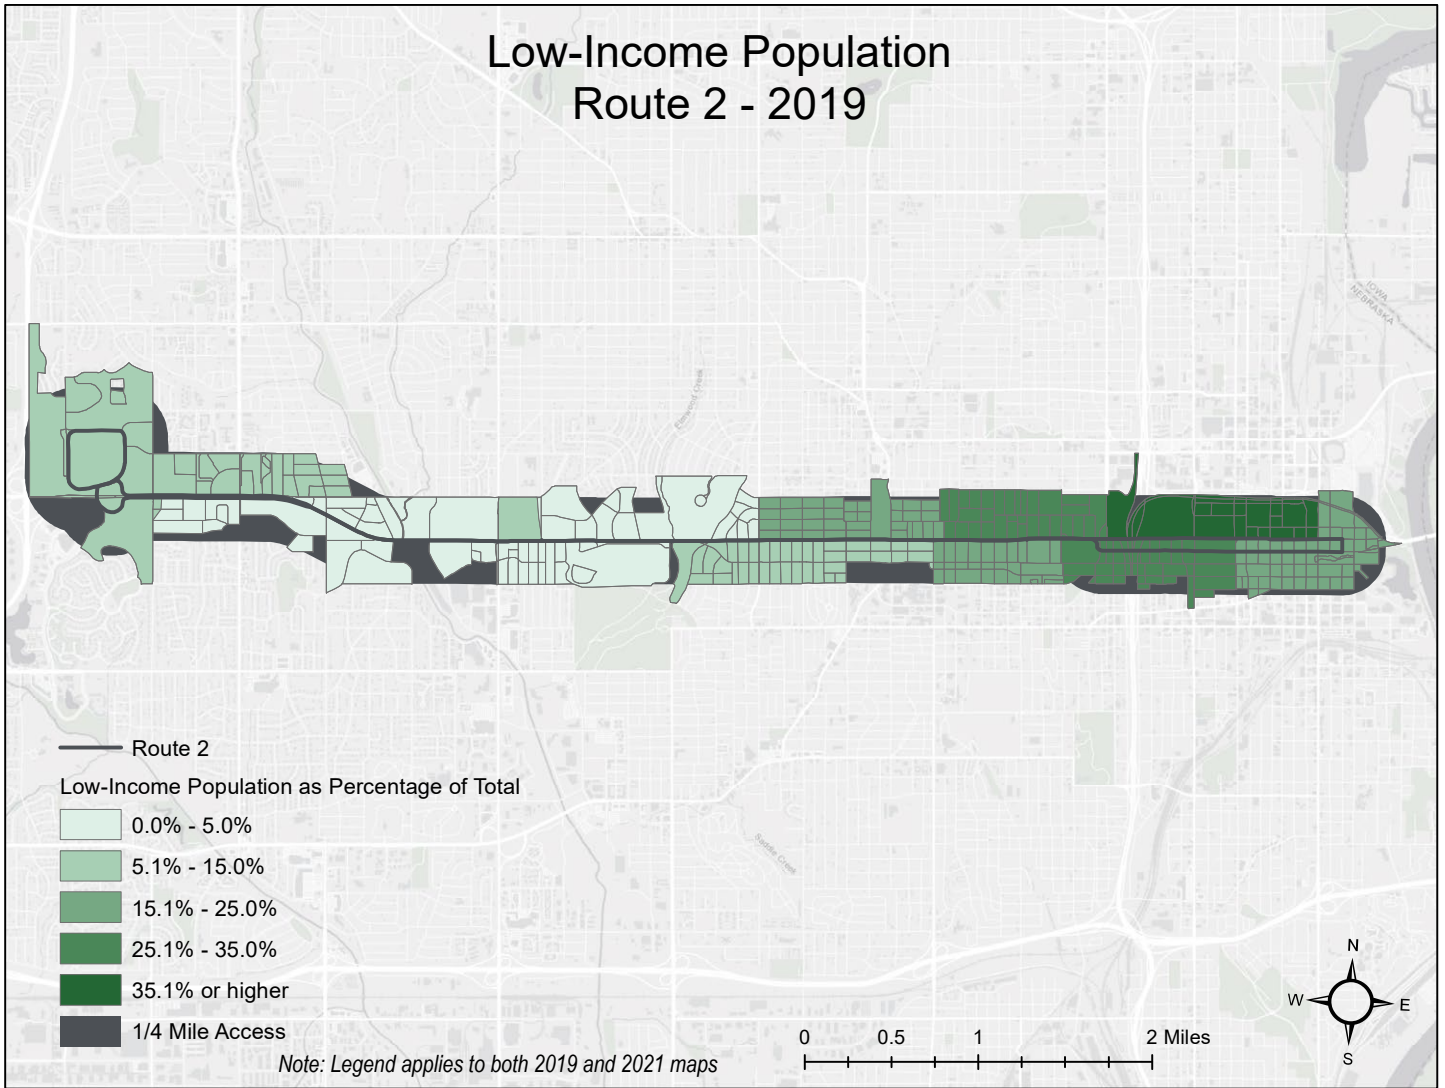 Low-Income Population
Route 2 - 2019
IOWA
NEBRASKA
Elmwood Creek
Saddle Creek
Route 2
Low-Income Population as Percentage of Total
0.0% - 5.0%
5.1% - 15.0%
15.1% - 25.0%
25.1% - 35.0%
35.1% or higher
1/4 Mile Access
Note: Legend applies to both 2019 and 2021 maps
0 0.5 1 2 Miles
N
W E
S